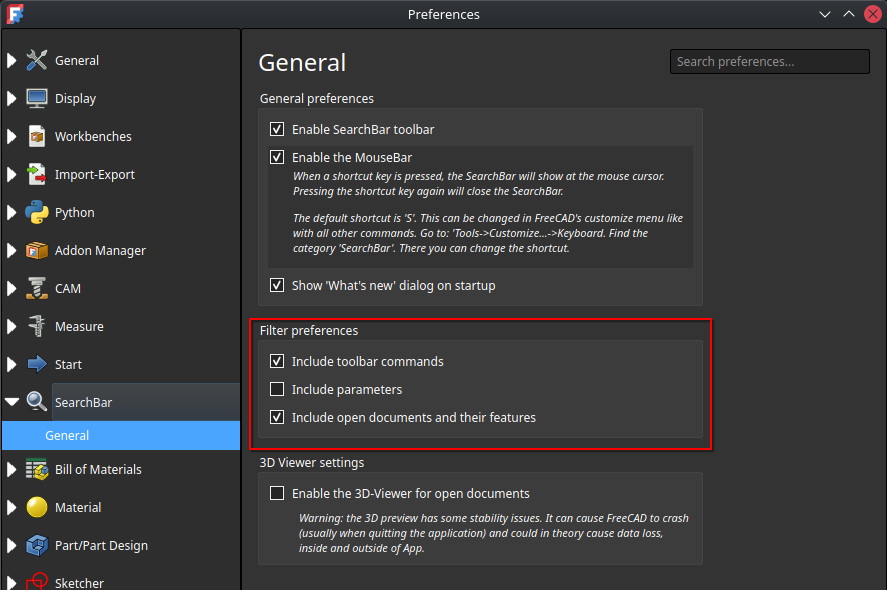 Preferences
General
Display
Workbenches
Import-Export
Python
Addon Manager
CAM
Measure
Start
SearchBar
General
Bill of Materials
Material
Part/Part Design
Sketcher
General
Search preferences...
General preferences
Enable SearchBar toolbar
Enable the MouseBar
When a shortcut key is pressed, the SearchBar will show at the mouse cursor.
Pressing the shortcut key again will close the SearchBar.
The default shortcut is 'S'. This can be changed in FreeCAD's customize menu like
with all other commands. Go to: 'Tools->Customize...->Keyboard. Find the
category 'SearchBar'. There you can change the shortcut.
Show 'What's new' dialog on startup
Filter preferences
Include toolbar commands
Include parameters
Include open documents and their features
3D Viewer settings
Enable the 3D-Viewer for open documents
Warning: the 3D preview has some stability issues. It can cause FreeCAD to crash
(usually when quitting the application) and could in theory cause data loss,
inside and outside of App.